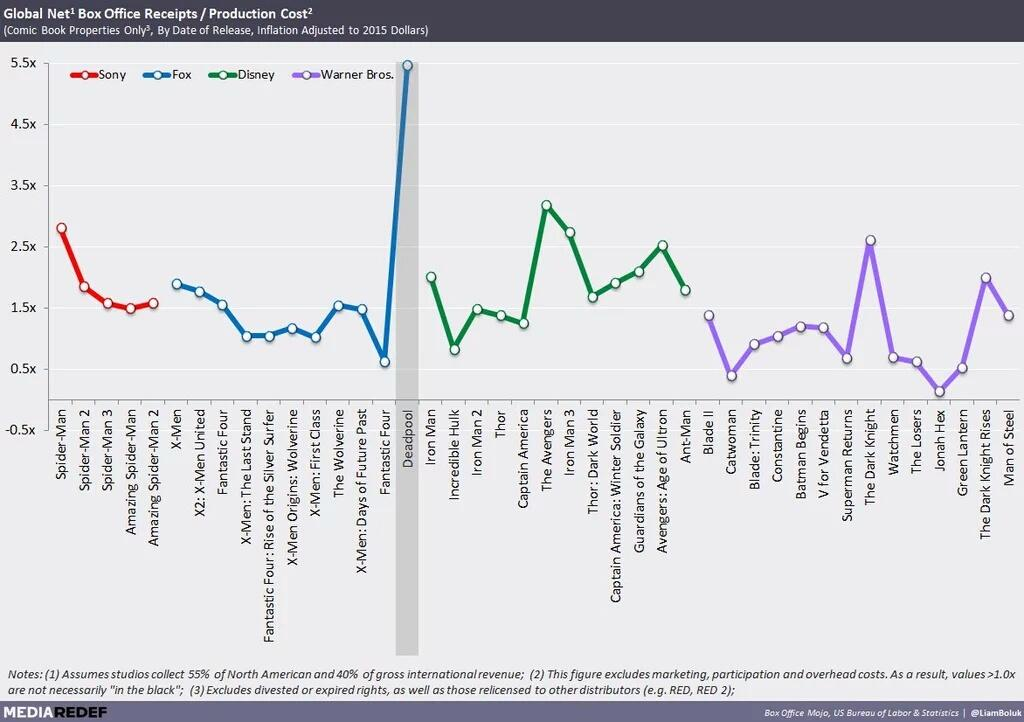 Global Net¹ Box Office Receipts / Production Cost²
(Comic Book Properties Only³, By Date of Release, Inflation Adjusted to 2015 Dollars)
5.5x
4.5x
3.5x
2.5x
1.5x
0.5x
-0.5x
Sony
Fox
Disney
Warner Bros.
Spider-Man
Spider-Man 2
Spider-Man 3
Amazing Spider-Man
Amazing Spider-Man 2
X-Men
X2: X-Men United
Fantastic Four
X-Men: The Last Stand
Fantastic Four: Rise of the Silver Surfer
X-Men Origins: Wolverine
X-Men: First Class
The Wolverine
X-Men: Days of Future Past
Fantastic Four
Deadpool
Iron Man
Incredible Hulk
Iron Man 2
Thor
Captain America
The Avengers
Iron Man 3
Thor: Dark World
Captain America: Winter Soldier
Guardians of the Galaxy
Avengers: Age of Ultron
Ant-Man
Blade II
Catwoman
Blade: Trinity
Constantine
Batman Begins
V for Vendetta
Superman Returns
The Dark Knight
Watchmen
The Losers
Jonah Hex
Green Lantern
The Dark Knight Rises
Man of Steel
Notes: (1) Assumes studios collect 55% of North American and 40% of gross international revenue; (2) This figure excludes marketing, participation and overhead costs. As a result, values >1.0x
are not necessarily "in the black"; (3) Excludes divested or expired rights, as well as those relicensed to other distributors (e.g. RED, RED 2);
MEDIAREDEF
Box Office Mojo, US Bureau of Labor & Statistics | @LiamBoluk